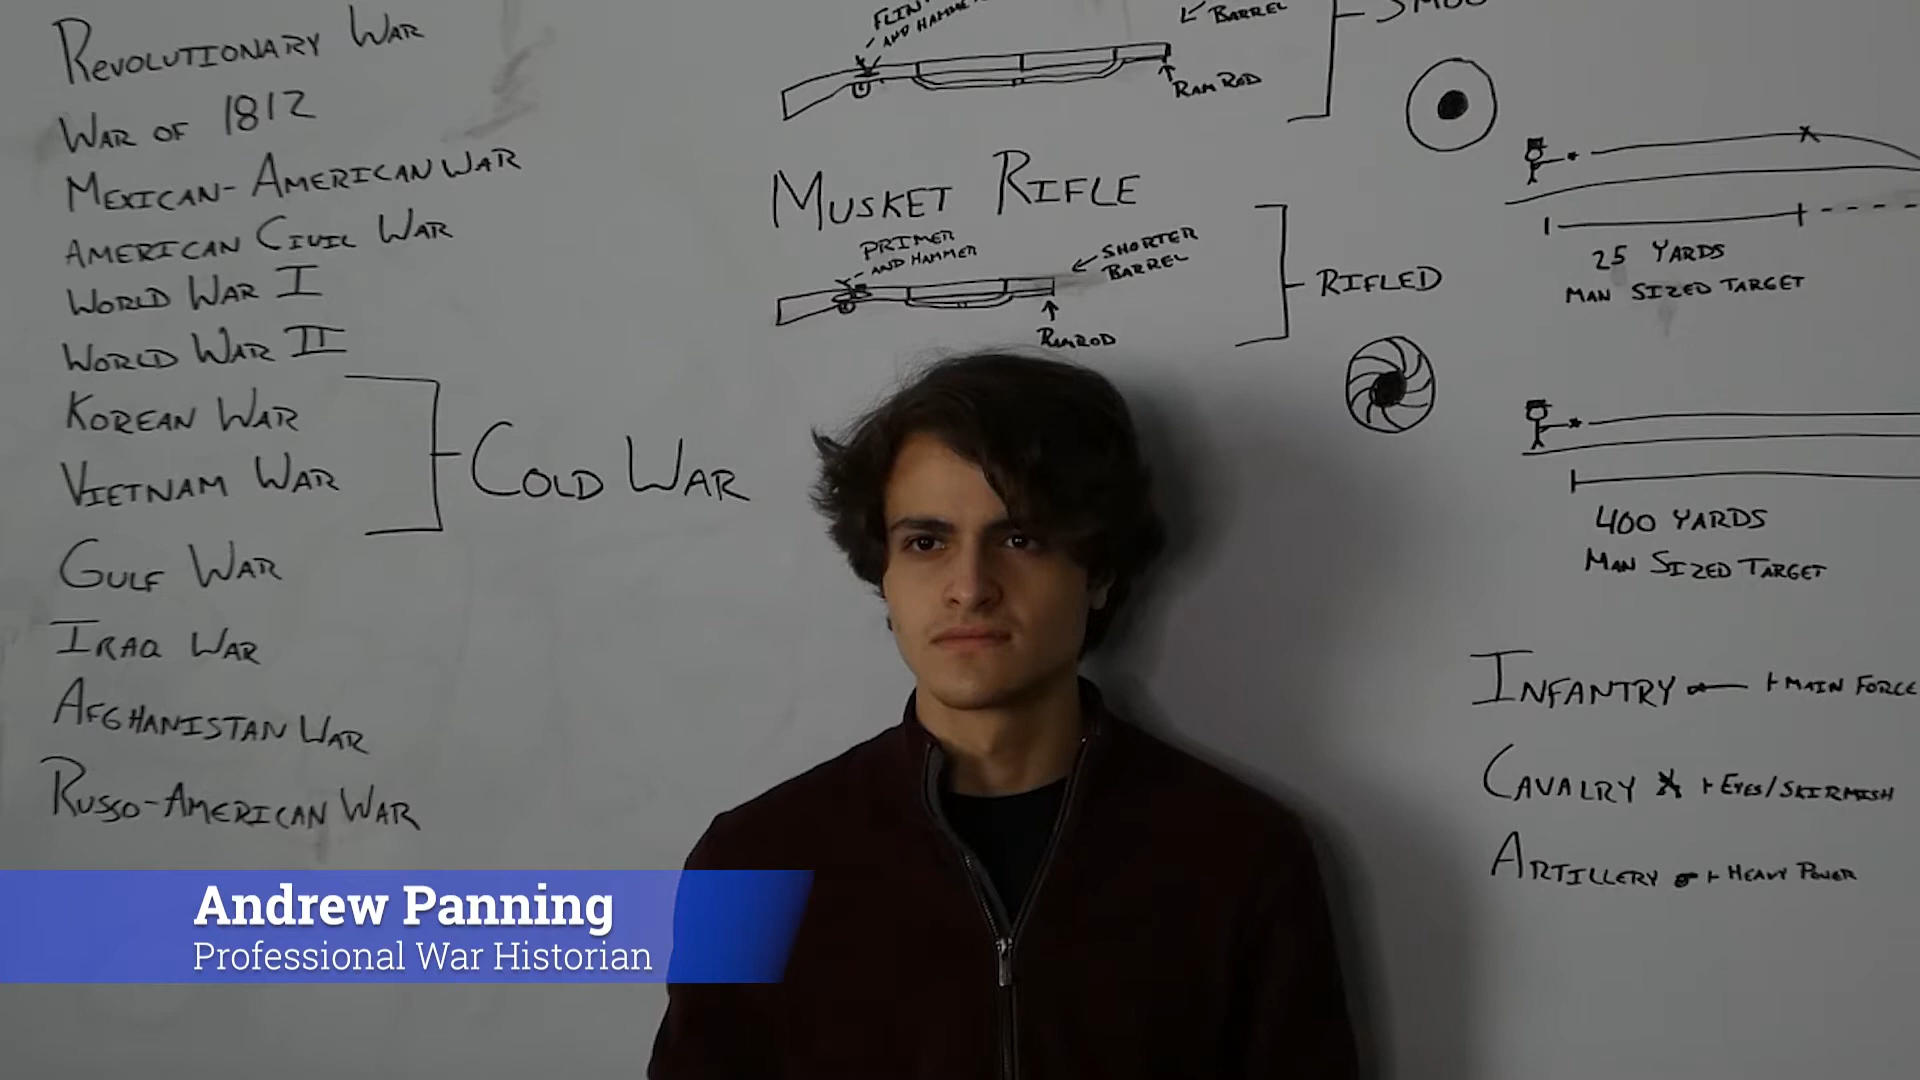 Revolutionary War
War of 1812
Mexican-American War
American Civil War
World War I
World War II
Korean War
Vietnam War
Cold War
Gulf War
Iraq War
Afghanistan War
Russo-American War
and Hammer
Barrel
Ram Rod
Musket Rifle
Primer
and Hammer
Shorter
Barrel
Ramrod
Rifled
25 Yards
Man Sized Target
400 Yards
Man Sized Target
Infantry Main Force
Cavalry Eyes/Skirmish
Artillery Heavy Power
Andrew Panning
Professional War Historian